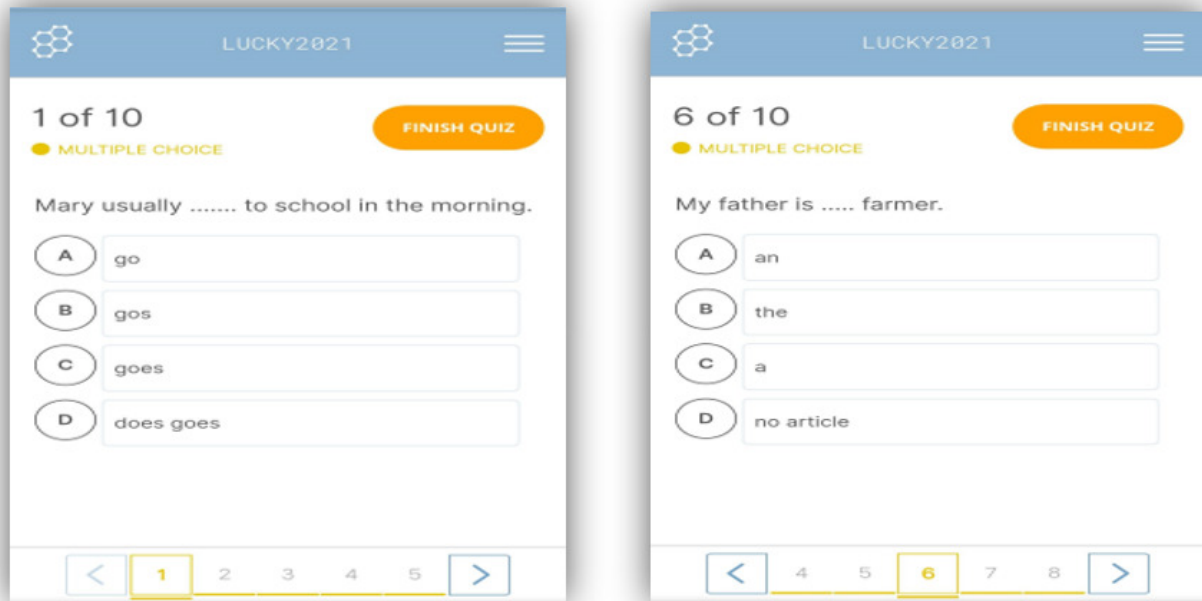 LUCKY2021
1 of 10
FINISH QUIZ
MULTIPLE CHOICE
Mary usually ....... to school in the morning.
A go
B gos
C goes
D does goes
< 1 2 3 4 5 >
LUCKY2021
6 of 10
FINISH QUIZ
MULTIPLE CHOICE
My father is ..... farmer.
A an
B the
C a
D no article
< 4 5 6 7 8 >